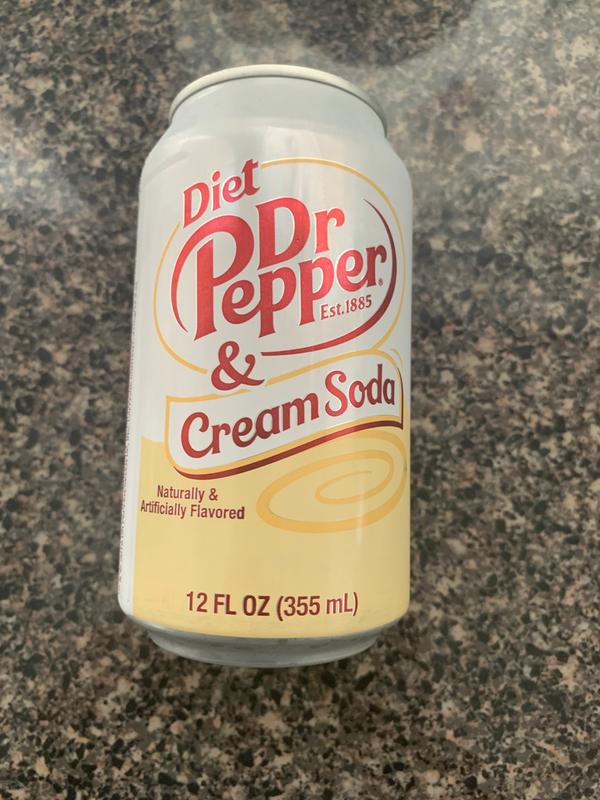 Diet
Dr
Pepper®
Est.1885
&
Cream Soda
Naturally &
Artificially Flavored
12 FL OZ (355 mL)